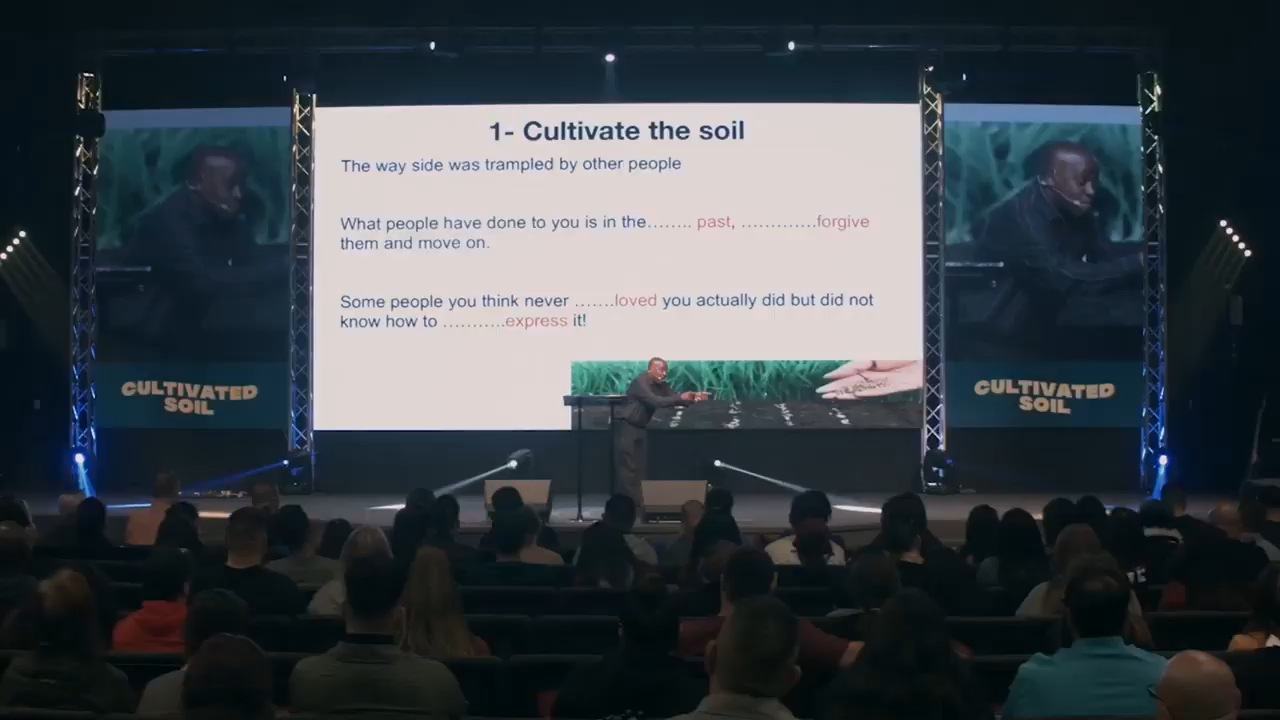 1- Cultivate the soil
The way side was trampled by other people
What people have done to you is in the........ past, .............forgive
them and move on.
Some people you think never .......loved you actually did but did not
know how to ...........express it!
CULTIVATED
SOIL
CULTIVATED
SOIL